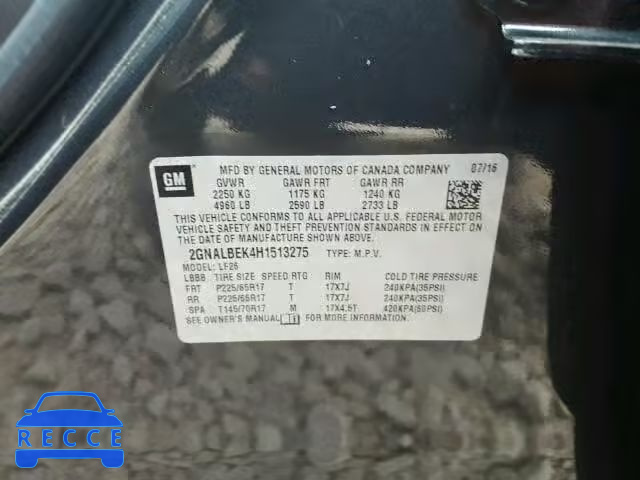 GM
MFD BY GENERAL MOTORS OF CANADA COMPANY 07/16
GVWR GAWR FRT GAWR RR
2250 KG 1175 KG 1240 KG
4960 LB 2590 LB 2733 LB
THIS VEHICLE CONFORMS TO ALL APPLICABLE U.S. FEDERAL MOTOR
VEHICLE SAFETY, BUMPER, AND THEFT PREVENTION STANDARDS IN EFFECT ON
THE DATE OF MANUFACTURE SHOWN ABOVE.
2GNALBEK4H1513275 TYPE: M.P.V.
MODEL: LF26
LBBB TIRE SIZE SPEED RTG RIM COLD TIRE PRESSURE
FRT P225/65R17 T 17X7J 240KPA(35PSI)
RR P225/65R17 T 17X7J 240KPA(35PSI)
SPA T145/70R17 M 17X4.5T 420KPA(60PSI)
SEE OWNER'S MANUAL FOR MORE INFORMATION.
RECCE